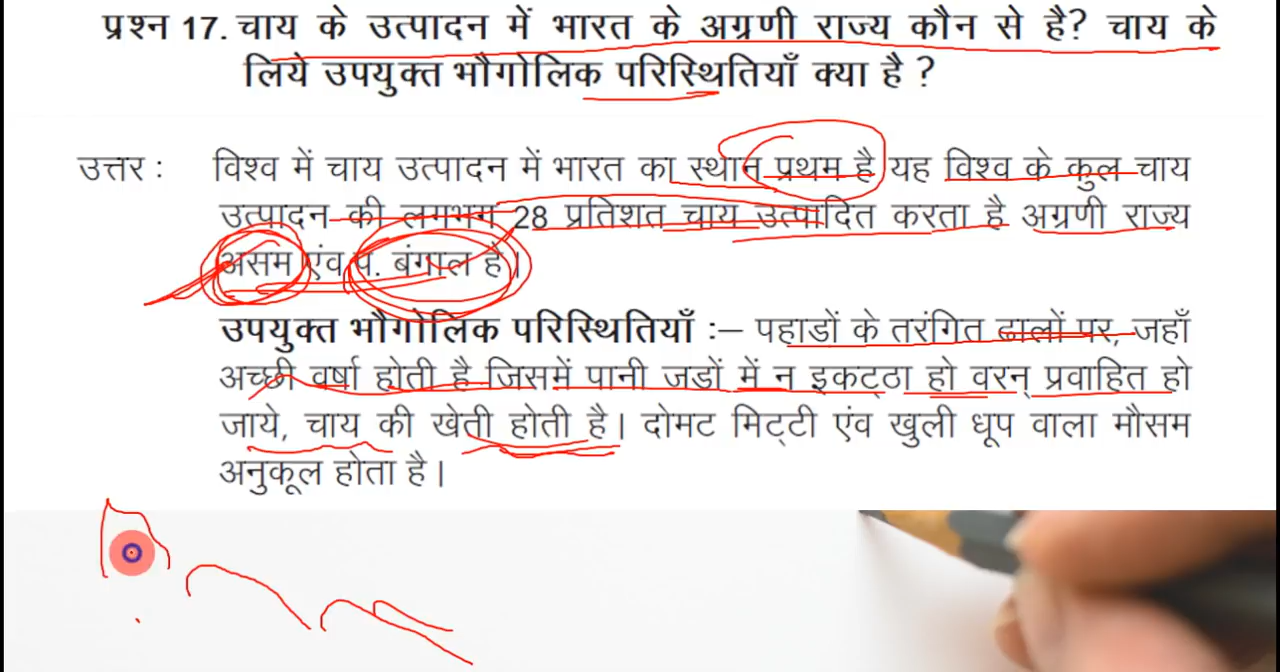 प्रश्न 17. चाय के उत्पादन में भारत के अग्रणी राज्य कौन से है? चाय के
लिये उपयुक्त भौगोलिक परिस्थितियाँ क्या है ?
उत्तर : विश्व में चाय उत्पादन में भारत का स्थान प्रथम है यह विश्व के कुल चाय
उत्पादन की लगभग 28 प्रतिशत चाय उत्पादित करता है अग्रणी राज्य
असम एंव प. बंगाल है।
उपयुक्त भौगोलिक परिस्थितियाँ :– पहाडों के तरंगित ढालों पर, जहाँ
अच्छी वर्षा होती है जिसमें पानी जडों में न इकट्ठा हो वरन् प्रवाहित हो
जाये, चाय की खेती होती है। दोमट मिट्टी एंव खुली धूप वाला मौसम
अनुकूल होता है।